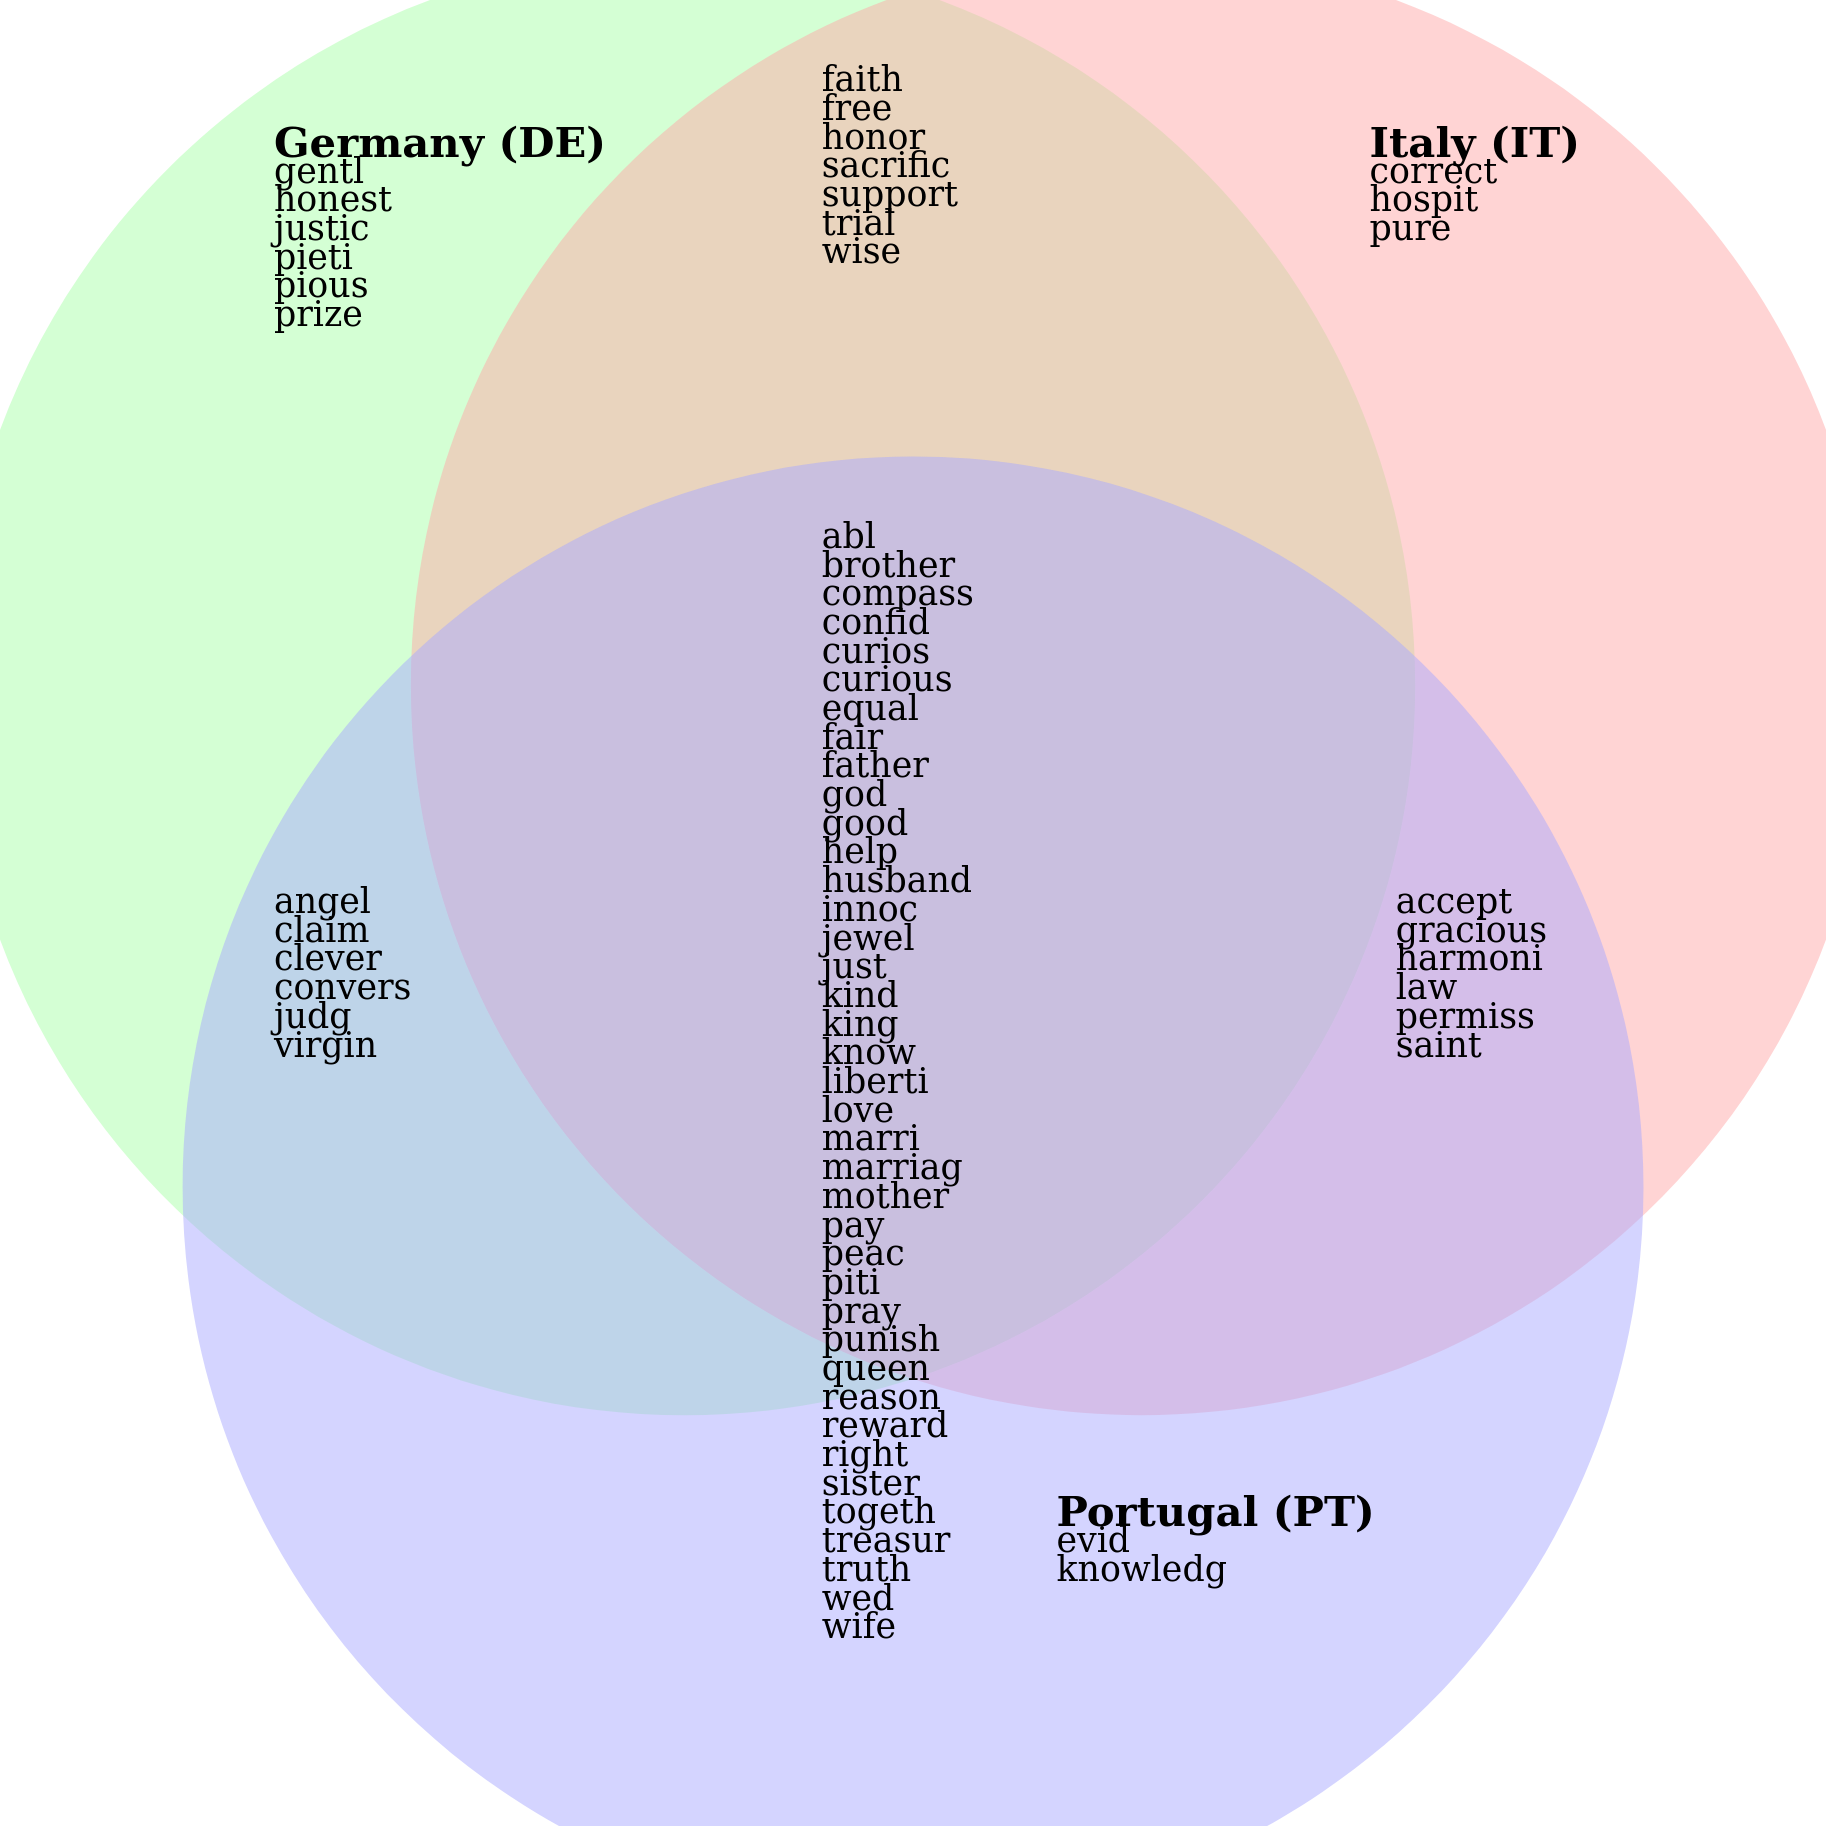 faith
free
honor
sacrific
support
trial
wise
Germany (DE)
gentl
honest
justic
pieti
pious
prize
Italy (IT)
correct
hospit
pure
abl
brother
compass
confid
curios
curious
equal
fair
father
god
good
help
husband
innoc
jewel
just
kind
king
know
liberti
love
marri
marriag
mother
pay
peac
piti
pray
punish
queen
reason
reward
right
sister
togeth
treasur
truth
wed
wife
angel
claim
clever
convers
judg
virgin
accept
gracious
harmoni
law
permiss
saint
Portugal (PT)
evid
knowledg